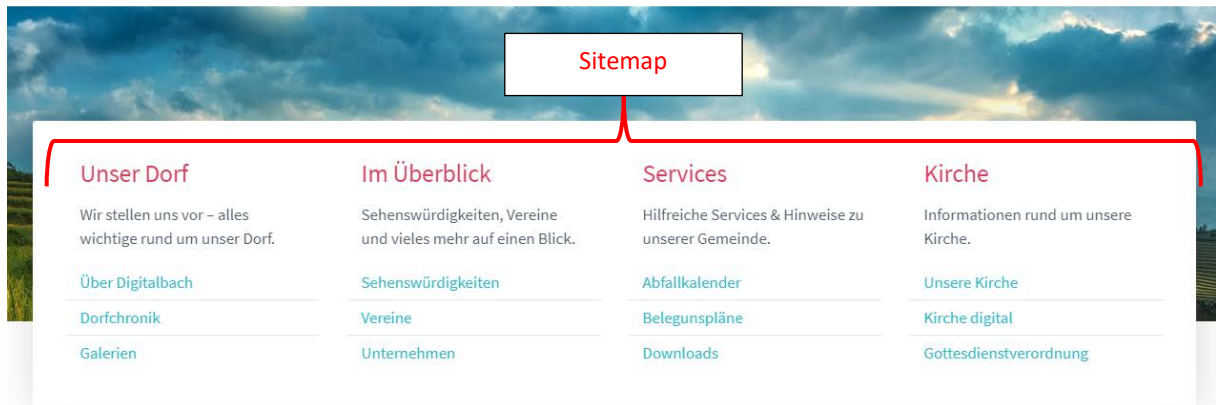 Sitemap
Unser Dorf
Wir stellen uns vor – alles
wichtige rund um unser Dorf.
Über Digitalbach
Dorfchronik
Galerien
Im Überblick
Sehenswürdigkeiten, Vereine
und vieles mehr auf einen Blick.
Sehenswürdigkeiten
Vereine
Unternehmen
Services
Hilfreiche Services & Hinweise zu
unserer Gemeinde.
Abfallkalender
Belegunspläne
Downloads
Kirche
Informationen rund um unsere
Kirche.
Unsere Kirche
Kirche digital
Gottesdienstverordnung